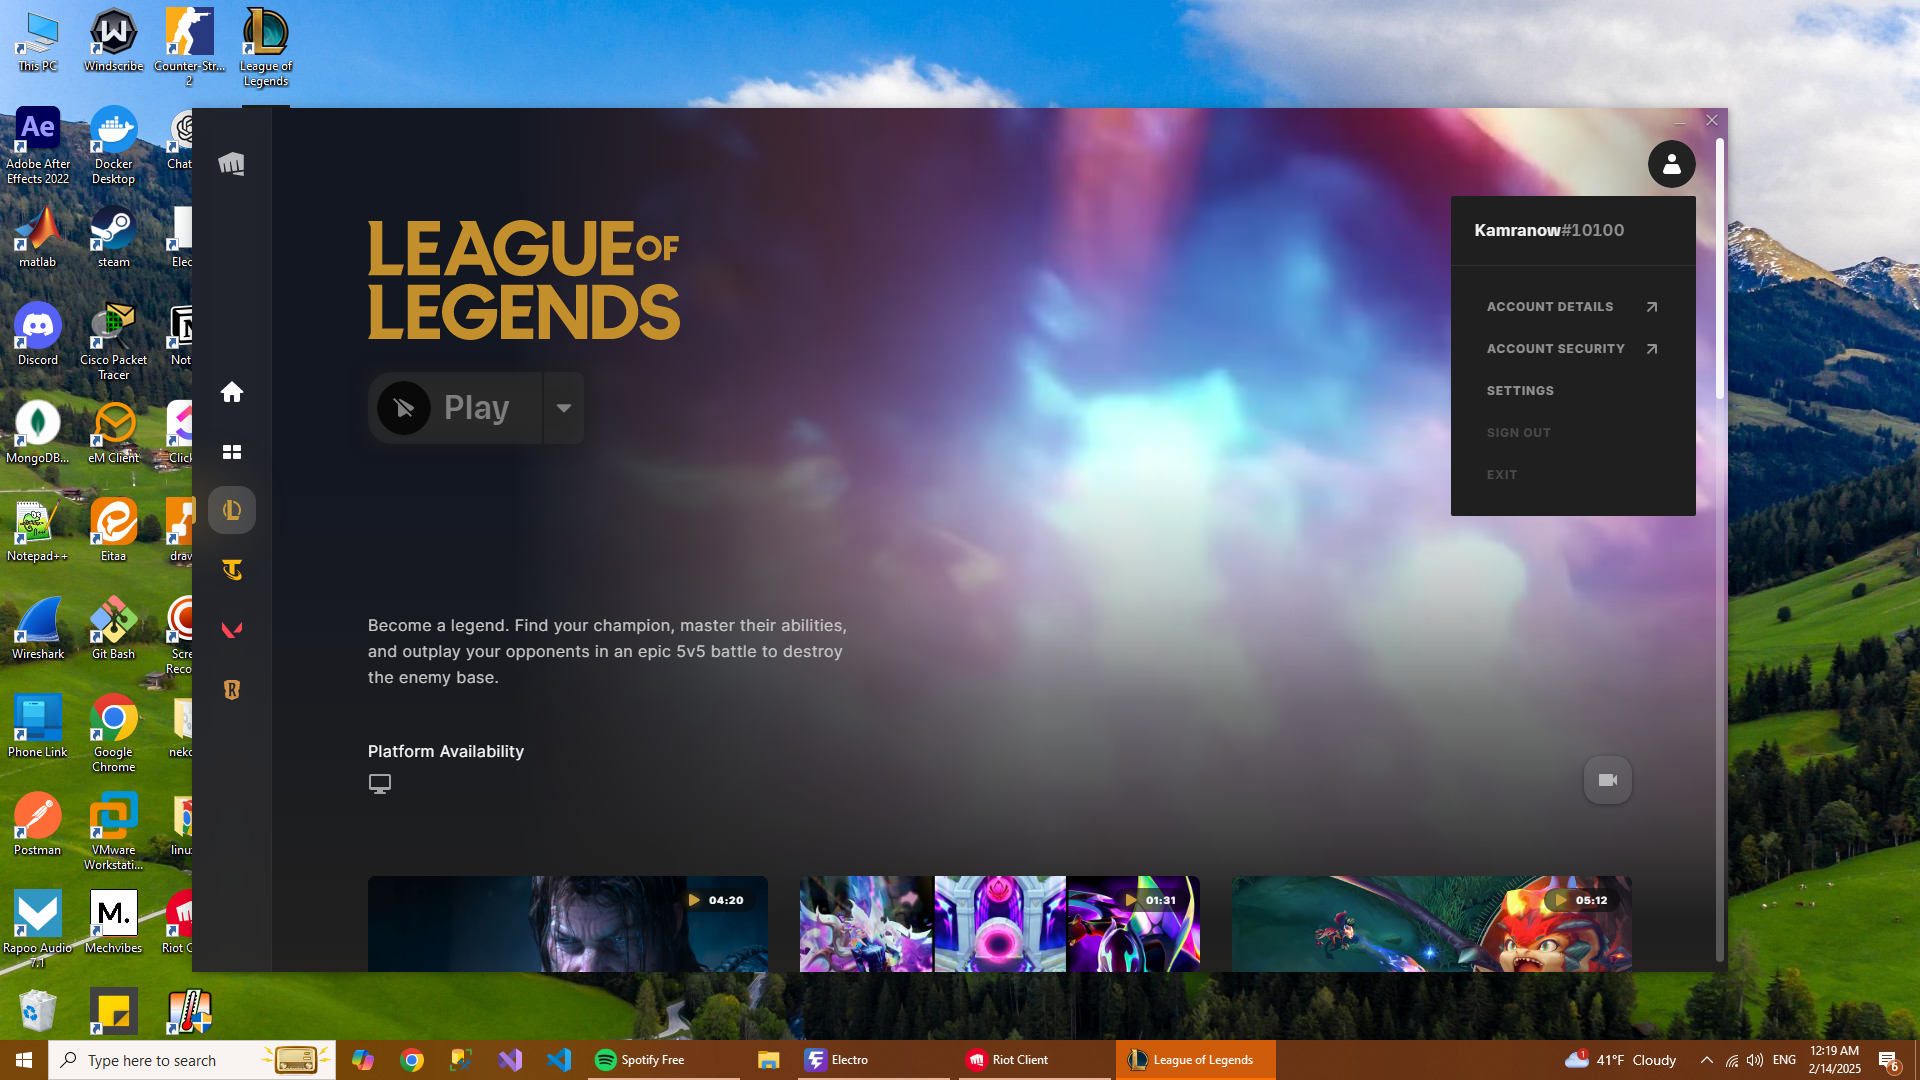 This PC
Windscribe
Counter-Str...
2
League of
Legends
Adobe After
Effects 2022
Docker
Desktop
Chat
matlab
steam
Elec
Discord
Cisco Packet
Tracer
Not
MongoDB...
eM Client
Click
Notepad++
Eitaa
draw
Wireshark
Git Bash
Scre
Reco
Phone Link
Google
Chrome
neko
Postman
VMware
Workstati...
linu
Rapoo Audio
7.1
Mechvibes
Riot C
LEAGUE OF
LEGENDS
Play
Become a legend. Find your champion, master their abilities,
and outplay your opponents in an epic 5v5 battle to destroy
the enemy base.
Platform Availability
Kamranow#10100
ACCOUNT DETAILS
ACCOUNT SECURITY
SETTINGS
SIGN OUT
EXIT
04:20
01:31
05:12
Type here to search
Spotify Free
Electro
Riot Client
League of Legends
1
41°F Cloudy
ENG
12:19 AM
2/14/2025
6